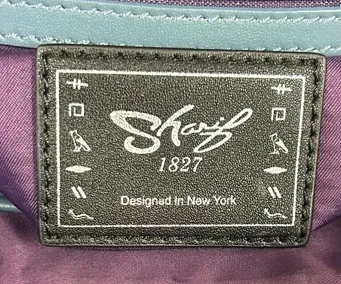 Sharif
1827
Designed In New York